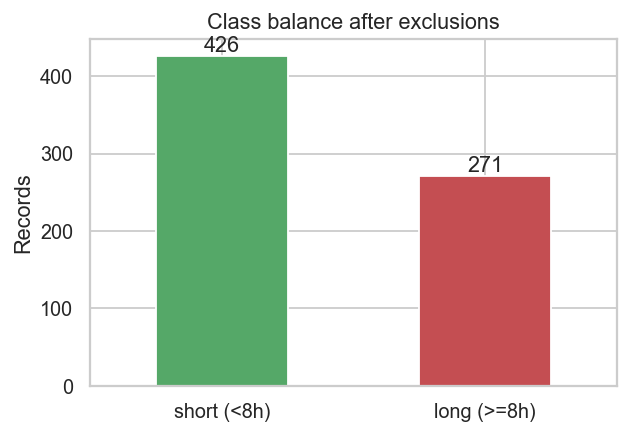 Class balance after exclusions
426
271
Records
400
300
200
100
0
short (<8h)
long (>=8h)